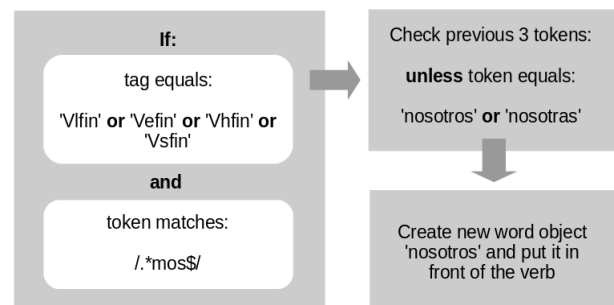 If:
tag equals:
'Vlfin' or 'Vefin' or 'Vhfin' or
'Vsfin'
and
token matches:
/.*mos$/
Check previous 3 tokens:
unless token equals:
'nosotros' or 'nosotras'
Create new word object
'nosotros' and put it in
front of the verb